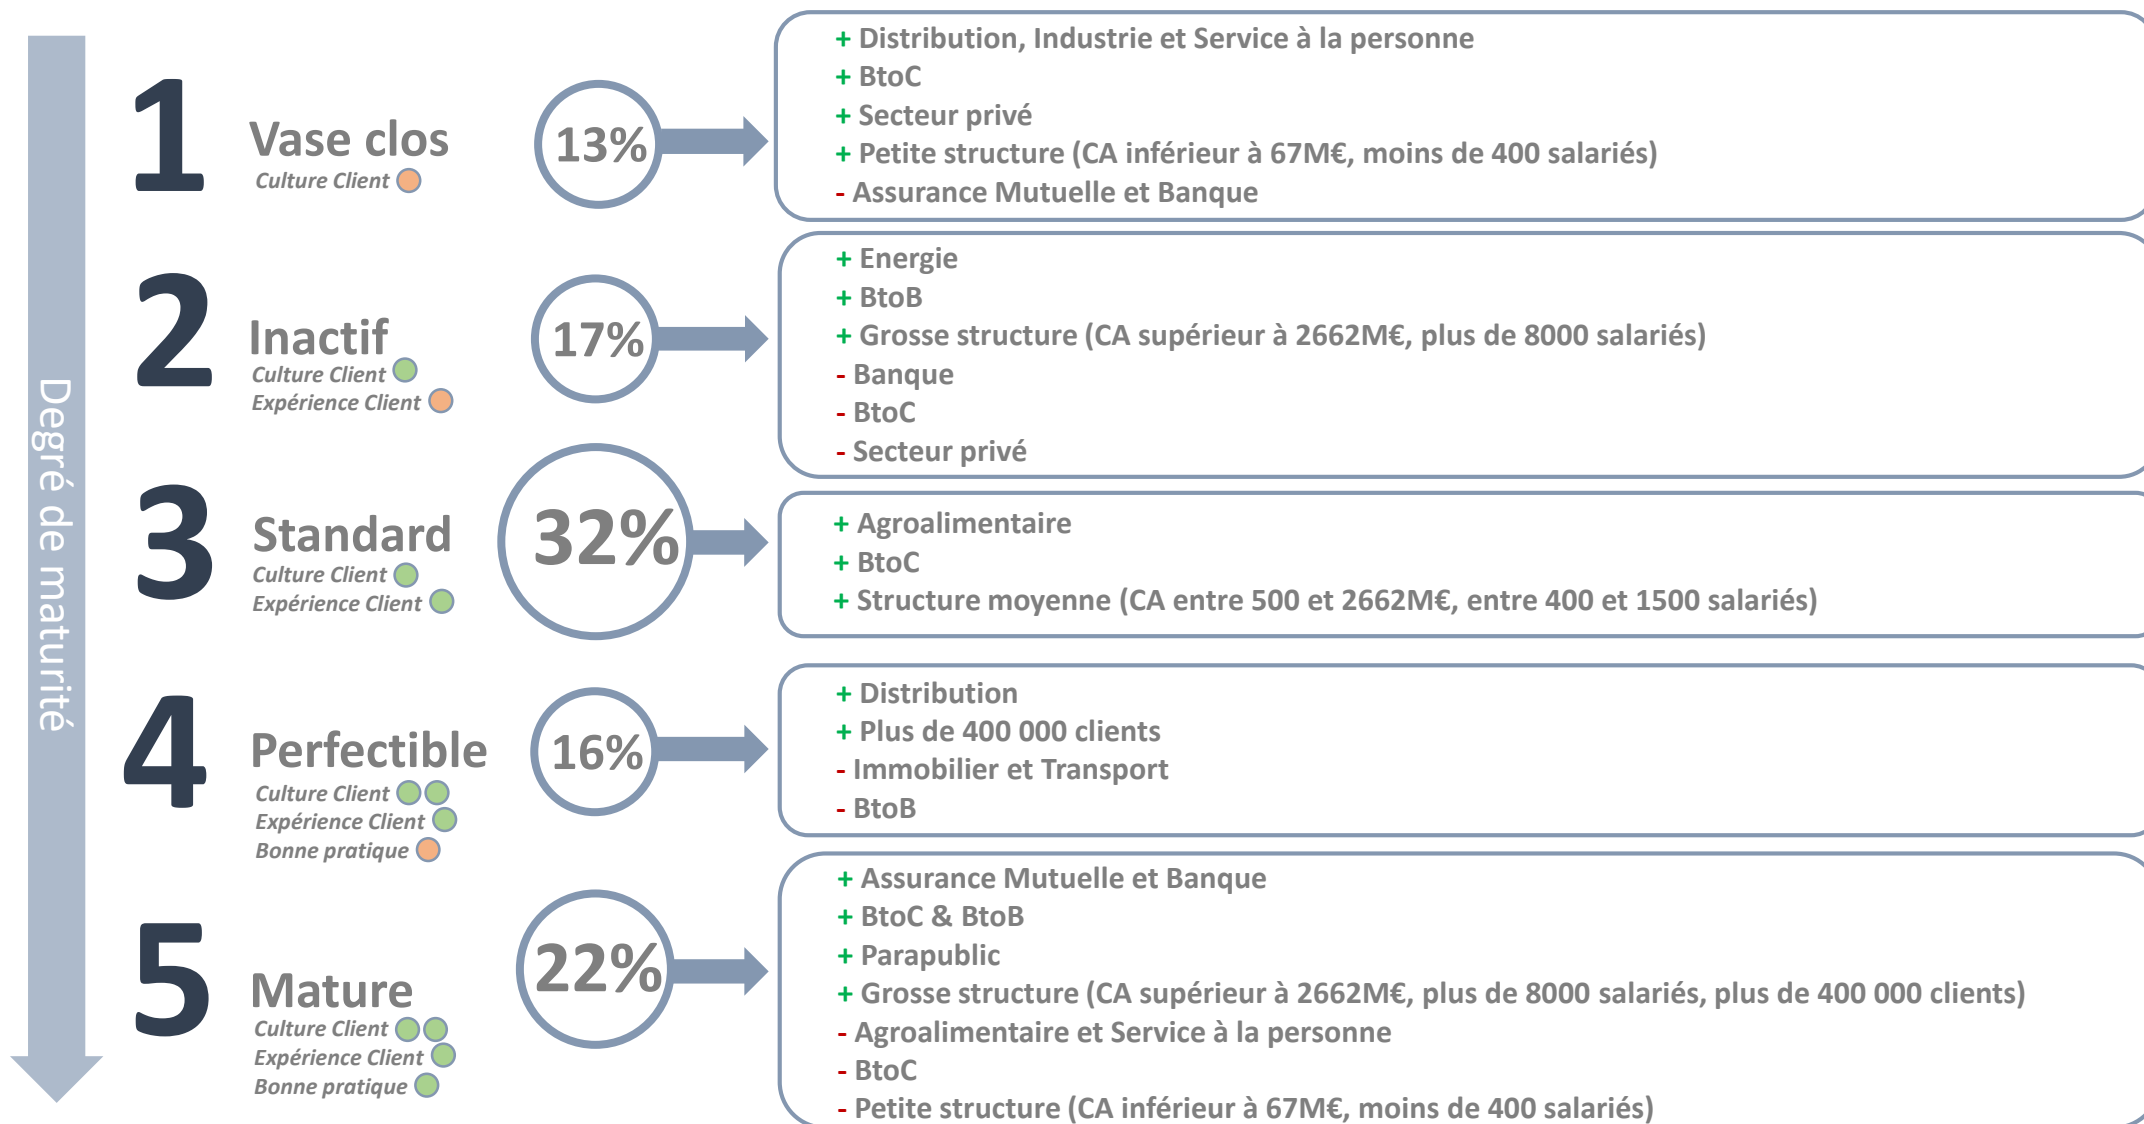 Degré de maturité
1
Vase clos
Culture Client
13%
+ Distribution, Industrie et Service à la personne
+ BtoC
+ Secteur privé
+ Petite structure (CA inférieur à 67M€, moins de 400 salariés)
- Assurance Mutuelle et Banque
2
Inactif
Culture Client
Expérience Client
17%
+ Energie
+ BtoB
+ Grosse structure (CA supérieur à 2662M€, plus de 8000 salariés)
- Banque
- BtoC
- Secteur privé
3
Standard
Culture Client
Expérience Client
32%
+ Agroalimentaire
+ BtoC
+ Structure moyenne (CA entre 500 et 2662M€, entre 400 et 1500 salariés)
4
Perfectible
Culture Client
Expérience Client
Bonne pratique
16%
+ Distribution
+ Plus de 400 000 clients
- Immobilier et Transport
- BtoB
5
Mature
Culture Client
Expérience Client
Bonne pratique
22%
+ Assurance Mutuelle et Banque
+ BtoC & BtoB
+ Parapublic
+ Grosse structure (CA supérieur à 2662M€, plus de 8000 salariés, plus de 400 000 clients)
- Agroalimentaire et Service à la personne
- BtoC
- Petite structure (CA inférieur à 67M€, moins de 400 salariés)